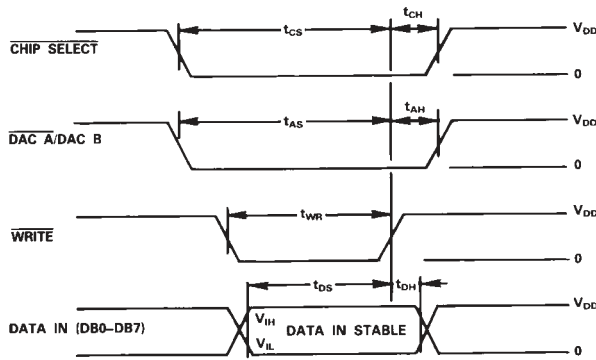 tCS
tCH
VDD
CHIP SELECT
0
tAS
tAH
VDD
DAC A/DAC B
0
tWR
VDD
WRITE
0
tDS
tDH
VDD
VIH
DATA IN (DB0–DB7)
DATA IN STABLE
VIL
0